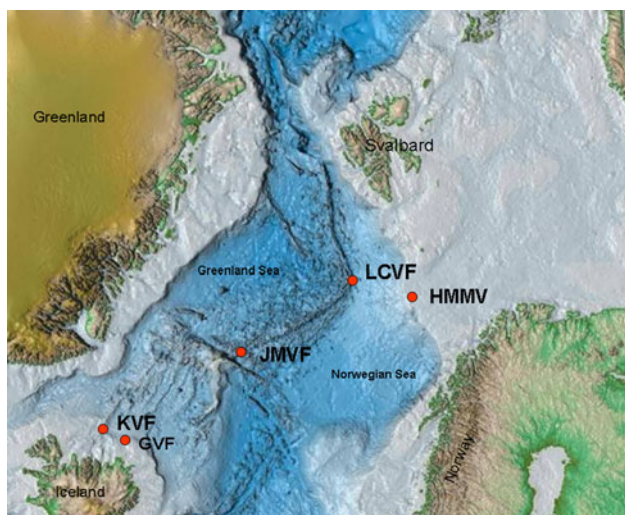 Greenland
Svalbard
Greenland Sea
LCVF
HMMV
JMVF
Norwegian Sea
KVF
GVF
Norway
Iceland